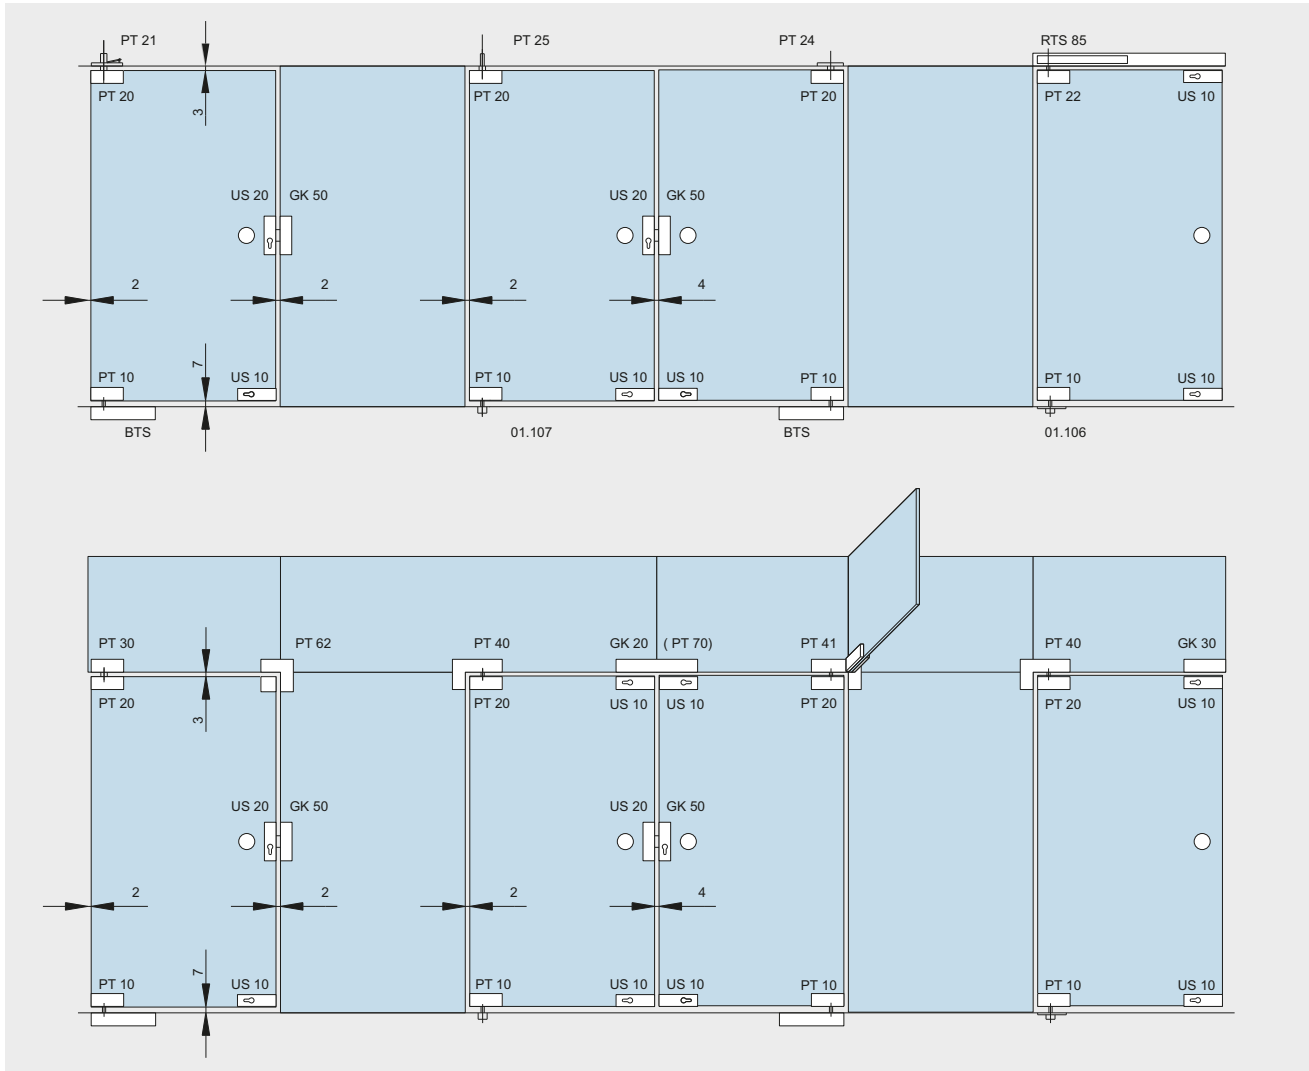 PT 21 PT 25 PT 24 RTS 85
PT 20 PT 20 PT 20 PT 22 US 10
3
US 20 GK 50 US 20 GK 50
2 2 2 4
7
PT 10 US 10 PT 10 US 10 US 10 PT 10 PT 10 US 10
BTS 01.107 BTS 01.106
PT 30 PT 62 PT 40 GK 20 ( PT 70) PT 41 PT 40 GK 30
PT 20 PT 20 US 10 US 10 PT 20 PT 20 US 10
3
US 20 GK 50 US 20 GK 50
2 2 2 4
7
PT 10 US 10 PT 10 US 10 US 10 PT 10 PT 10 US 10